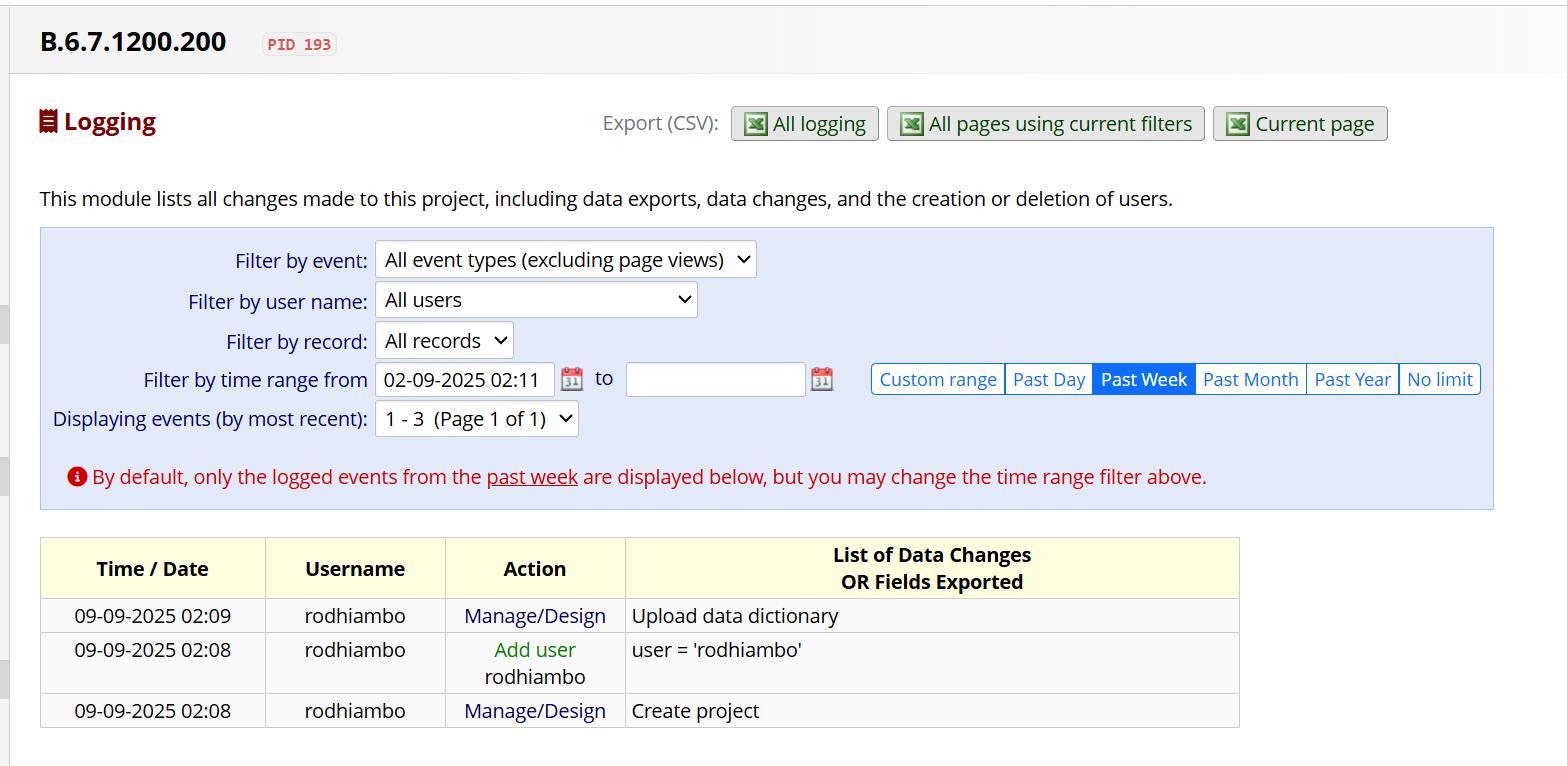 B.6.7.1200.200 PID 193
Logging Export (CSV): All logging All pages using current filters Current page
This module lists all changes made to this project, including data exports, data changes, and the creation or deletion of users.
Filter by event: All event types (excluding page views)
Filter by user name: All users
Filter by record: All records
Filter by time range from 02-09-2025 02:11 31 to 31 Custom range Past Day Past Week Past Month Past Year No limit
Displaying events (by most recent): 1 - 3 (Page 1 of 1)
By default, only the logged events from the past week are displayed below, but you may change the time range filter above.
Time / Date Username Action List of Data Changes
OR Fields Exported
09-09-2025 02:09 rodhiambo Manage/Design Upload data dictionary
09-09-2025 02:08 rodhiambo Add user user = 'rodhiambo'
rodhiambo
09-09-2025 02:08 rodhiambo Manage/Design Create project